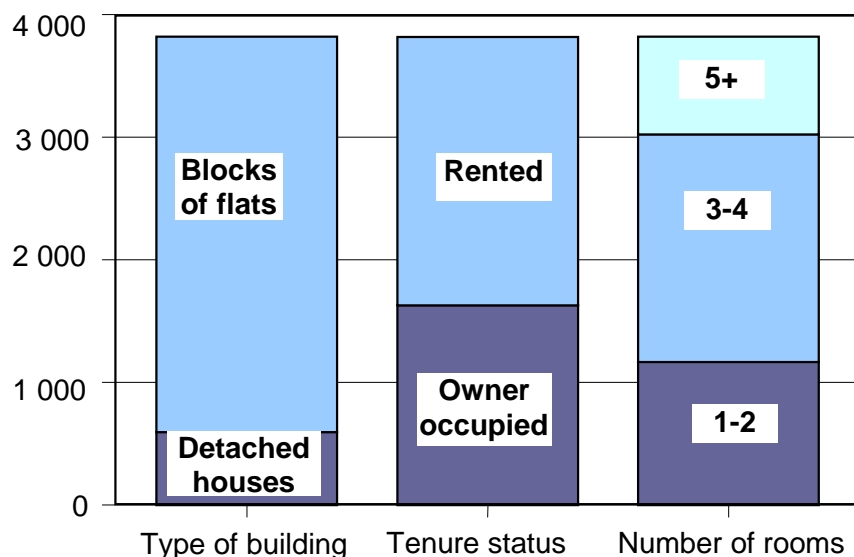 4 000
3 000
2 000
1 000
0
Blocks
of flats
Detached
houses
Rented
Owner
occupied
5+
3-4
1-2
Type of building
Tenure status
Number of rooms